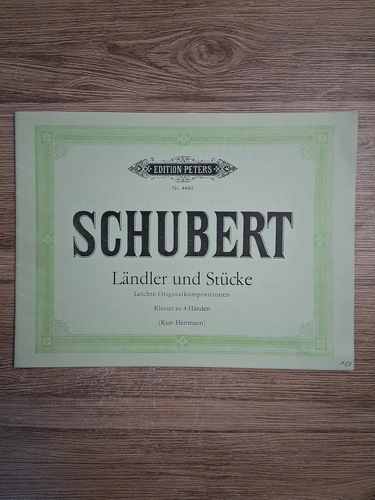 EDITION PETERS
Nr. 4480
SCHUBERT
Ländler und Stücke
Leichte Originalkompositionen
Klavier zu 4 Händen
(Kurt Herrmann)